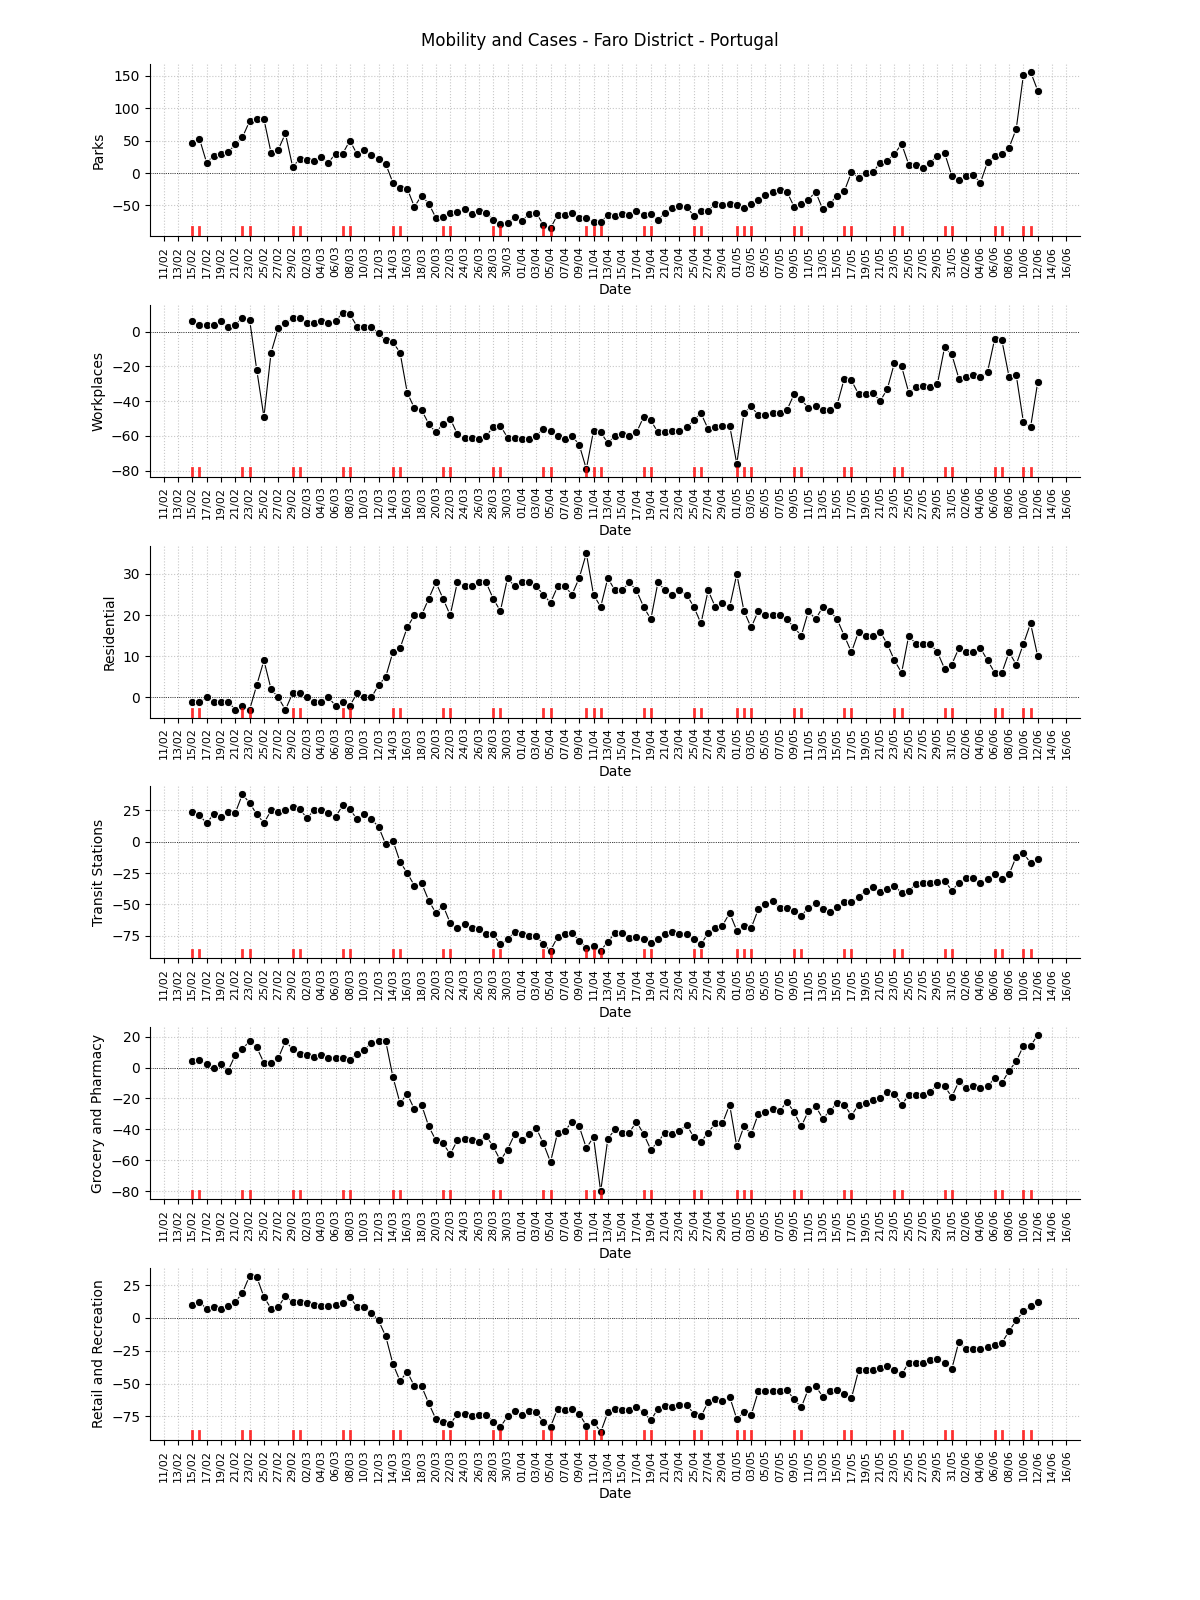 Mobility and Cases - Faro District - Portugal
Parks
150
100
50
0
−50
11/02 13/02 15/02 17/02 19/02 21/02 23/02 25/02 27/02 29/02 02/03 04/03 06/03 08/03 10/03 12/03 14/03 16/03 18/03 20/03 22/03 24/03 26/03 28/03 30/03 01/04 03/04 05/04 07/04 09/04 11/04 13/04 15/04 17/04 19/04 21/04 23/04 25/04 27/04 29/04 01/05 03/05 05/05 07/05 09/05 11/05 13/05 15/05 17/05 19/05 21/05 23/05 25/05 27/05 29/05 31/05 02/06 04/06 06/06 08/06 10/06 12/06 14/06 16/06
Date
Workplaces
0
−20
−40
−60
−80
11/02 13/02 15/02 17/02 19/02 21/02 23/02 25/02 27/02 29/02 02/03 04/03 06/03 08/03 10/03 12/03 14/03 16/03 18/03 20/03 22/03 24/03 26/03 28/03 30/03 01/04 03/04 05/04 07/04 09/04 11/04 13/04 15/04 17/04 19/04 21/04 23/04 25/04 27/04 29/04 01/05 03/05 05/05 07/05 09/05 11/05 13/05 15/05 17/05 19/05 21/05 23/05 25/05 27/05 29/05 31/05 02/06 04/06 06/06 08/06 10/06 12/06 14/06 16/06
Date
Residential
30
20
10
0
11/02 13/02 15/02 17/02 19/02 21/02 23/02 25/02 27/02 29/02 02/03 04/03 06/03 08/03 10/03 12/03 14/03 16/03 18/03 20/03 22/03 24/03 26/03 28/03 30/03 01/04 03/04 05/04 07/04 09/04 11/04 13/04 15/04 17/04 19/04 21/04 23/04 25/04 27/04 29/04 01/05 03/05 05/05 07/05 09/05 11/05 13/05 15/05 17/05 19/05 21/05 23/05 25/05 27/05 29/05 31/05 02/06 04/06 06/06 08/06 10/06 12/06 14/06 16/06
Date
Transit Stations
25
0
−25
−50
−75
11/02 13/02 15/02 17/02 19/02 21/02 23/02 25/02 27/02 29/02 02/03 04/03 06/03 08/03 10/03 12/03 14/03 16/03 18/03 20/03 22/03 24/03 26/03 28/03 30/03 01/04 03/04 05/04 07/04 09/04 11/04 13/04 15/04 17/04 19/04 21/04 23/04 25/04 27/04 29/04 01/05 03/05 05/05 07/05 09/05 11/05 13/05 15/05 17/05 19/05 21/05 23/05 25/05 27/05 29/05 31/05 02/06 04/06 06/06 08/06 10/06 12/06 14/06 16/06
Date
Grocery and Pharmacy
20
0
−20
−40
−60
−80
11/02 13/02 15/02 17/02 19/02 21/02 23/02 25/02 27/02 29/02 02/03 04/03 06/03 08/03 10/03 12/03 14/03 16/03 18/03 20/03 22/03 24/03 26/03 28/03 30/03 01/04 03/04 05/04 07/04 09/04 11/04 13/04 15/04 17/04 19/04 21/04 23/04 25/04 27/04 29/04 01/05 03/05 05/05 07/05 09/05 11/05 13/05 15/05 17/05 19/05 21/05 23/05 25/05 27/05 29/05 31/05 02/06 04/06 06/06 08/06 10/06 12/06 14/06 16/06
Date
Retail and Recreation
25
0
−25
−50
−75
11/02 13/02 15/02 17/02 19/02 21/02 23/02 25/02 27/02 29/02 02/03 04/03 06/03 08/03 10/03 12/03 14/03 16/03 18/03 20/03 22/03 24/03 26/03 28/03 30/03 01/04 03/04 05/04 07/04 09/04 11/04 13/04 15/04 17/04 19/04 21/04 23/04 25/04 27/04 29/04 01/05 03/05 05/05 07/05 09/05 11/05 13/05 15/05 17/05 19/05 21/05 23/05 25/05 27/05 29/05 31/05 02/06 04/06 06/06 08/06 10/06 12/06 14/06 16/06
Date